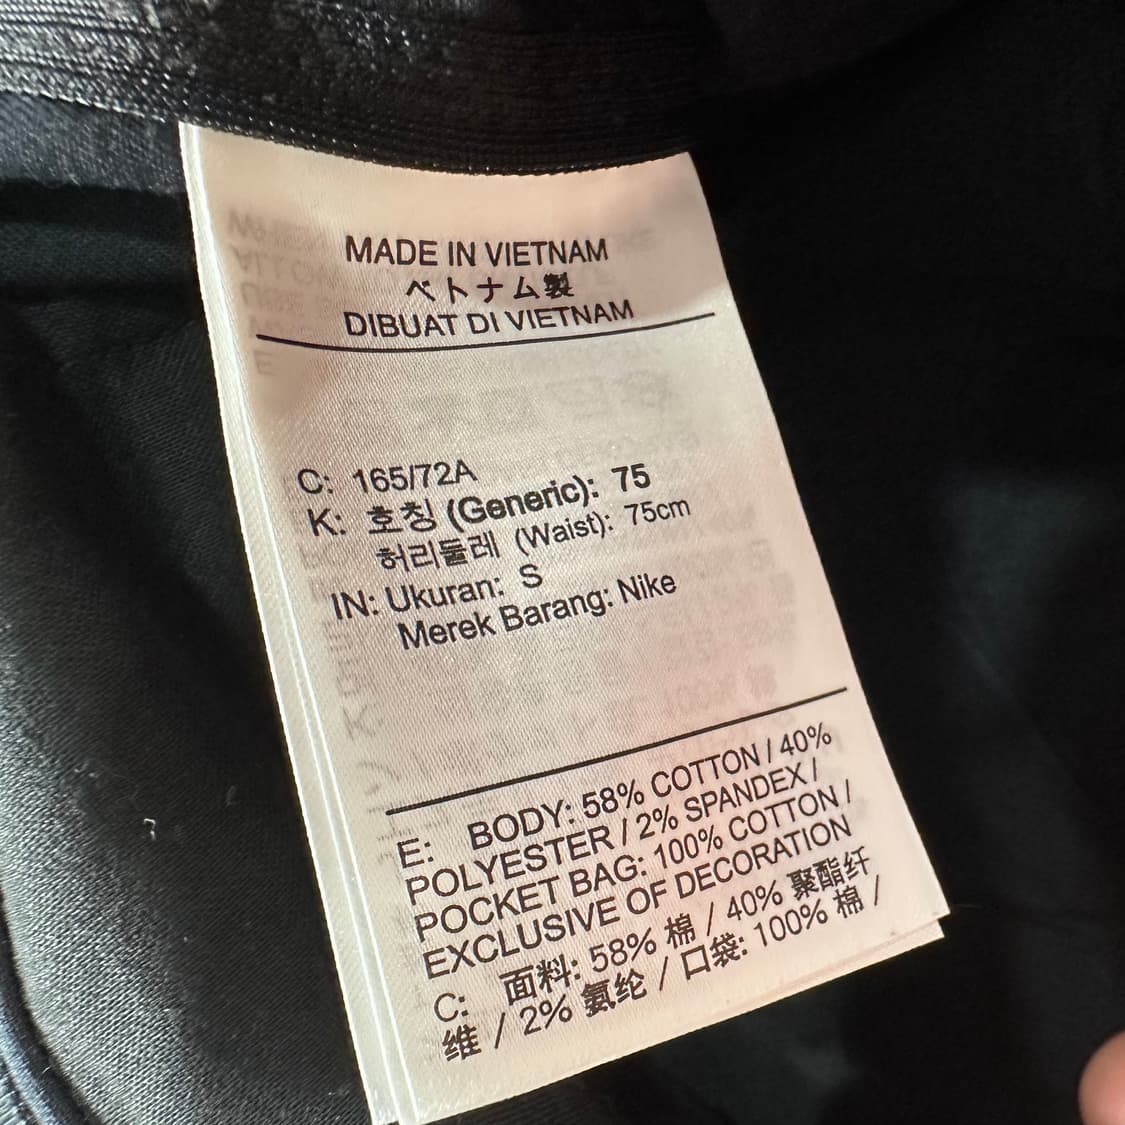 MADE IN VIETNAM
ベトナム製
DIBUAT DI VIETNAM
C: 165/72A
K: 호칭 (Generic): 75
허리둘레 (Waist): 75cm
IN: Ukuran: S
Merek Barang: Nike
E: BODY: 58% COTTON / 40%
POLYESTER / 2% SPANDEX /
POCKET BAG: 100% COTTON /
EXCLUSIVE OF DECORATION
C: 面料: 58% 棉 / 40% 聚酯纤
维 / 2% 氨纶 / 口袋: 100% 棉 /